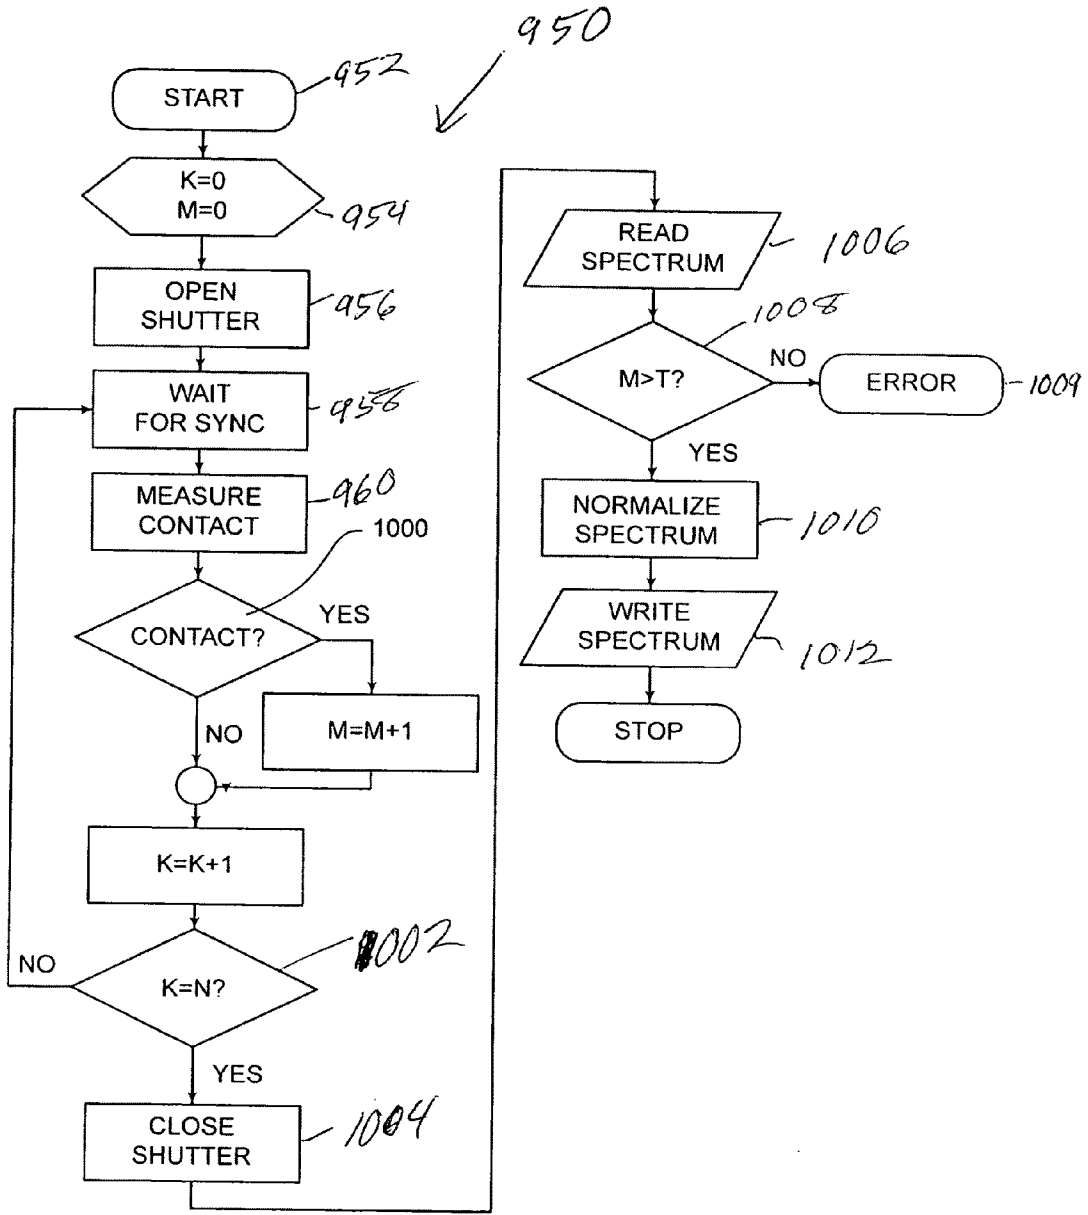 950
START
952
K=0
M=0
954
OPEN
SHUTTER
956
WAIT
FOR SYNC
958
MEASURE
CONTACT
960
1000
CONTACT?
YES
NO
M=M+1
K=K+1
K=N?
1002
NO
YES
CLOSE
SHUTTER
1004
READ
SPECTRUM
1006
M>T?
1008
NO
ERROR
1009
YES
NORMALIZE
SPECTRUM
1010
WRITE
SPECTRUM
1012
STOP